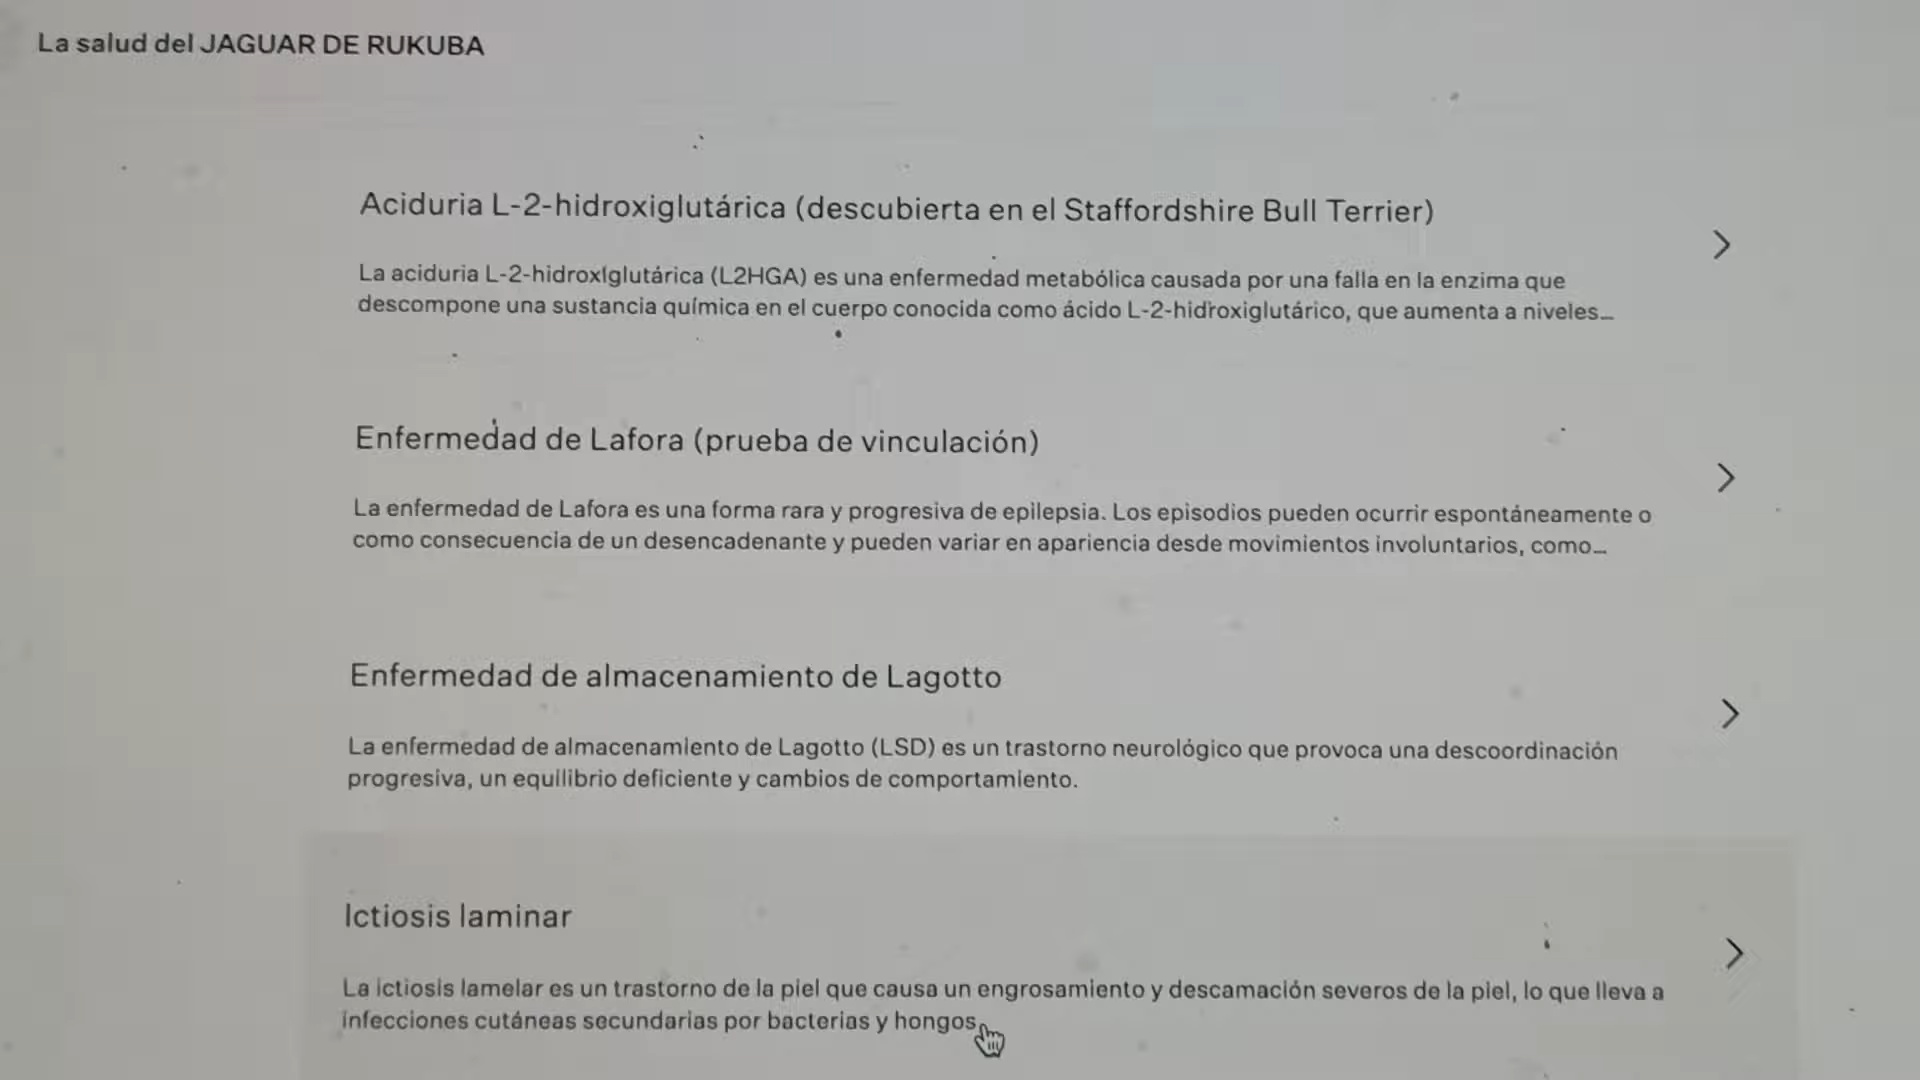 La salud del JAGUAR DE RUKUBA
Aciduria L-2-hidroxiglutárica (descubierta en el Staffordshire Bull Terrier)
La aciduria L-2-hidroxiglutárica (L2HGA) es una enfermedad metabólica causada por una falla en la enzima que
descompone una sustancia química en el cuerpo conocida como ácido L-2-hidroxiglutárico, que aumenta a niveles…
Enfermedad de Lafora (prueba de vinculación)
La enfermedad de Lafora es una forma rara y progresiva de epilepsia. Los episodios pueden ocurrir espontáneamente o
como consecuencia de un desencadenante y pueden variar en apariencia desde movimientos involuntarios, como…
Enfermedad de almacenamiento de Lagotto
La enfermedad de almacenamiento de Lagotto (LSD) es un trastorno neurológico que provoca una descoordinación
progresiva, un equilibrio deficiente y cambios de comportamiento.
Ictiosis laminar
La ictiosis lamelar es un trastorno de la piel que causa un engrosamiento y descamación severos de la piel, lo que lleva a
infecciones cutáneas secundarias por bacterias y hongos.